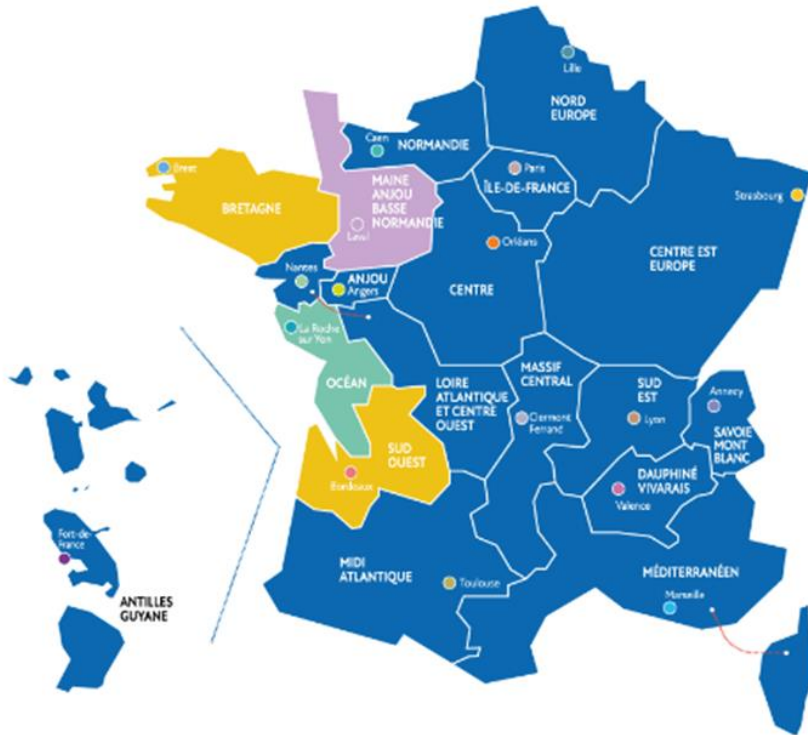 Lille
NORD
EUROPE
Caen
NORMANDIE
Paris
ÎLE-DE-FRANCE
Brest
BRETAGNE
MAINE
ANJOU
BASSE
NORMANDIE
Laval
Strasbourg
Orléans
CENTRE EST
EUROPE
Nantes
ANJOU
Angers
CENTRE
La Roche
sur Yon
OCÉAN
LOIRE
ATLANTIQUE
ET CENTRE
OUEST
MASSIF
CENTRAL
Clermont
Ferrand
SUD
EST
Lyon
Annecy
SAVOIE
MONT
BLANC
SUD
OUEST
Bordeaux
DAUPHINÉ
VIVARAIS
Valence
Fort-de-
France
ANTILLES
GUYANE
MIDI
ATLANTIQUE
Toulouse
MÉDITERRANÉEN
Marseille